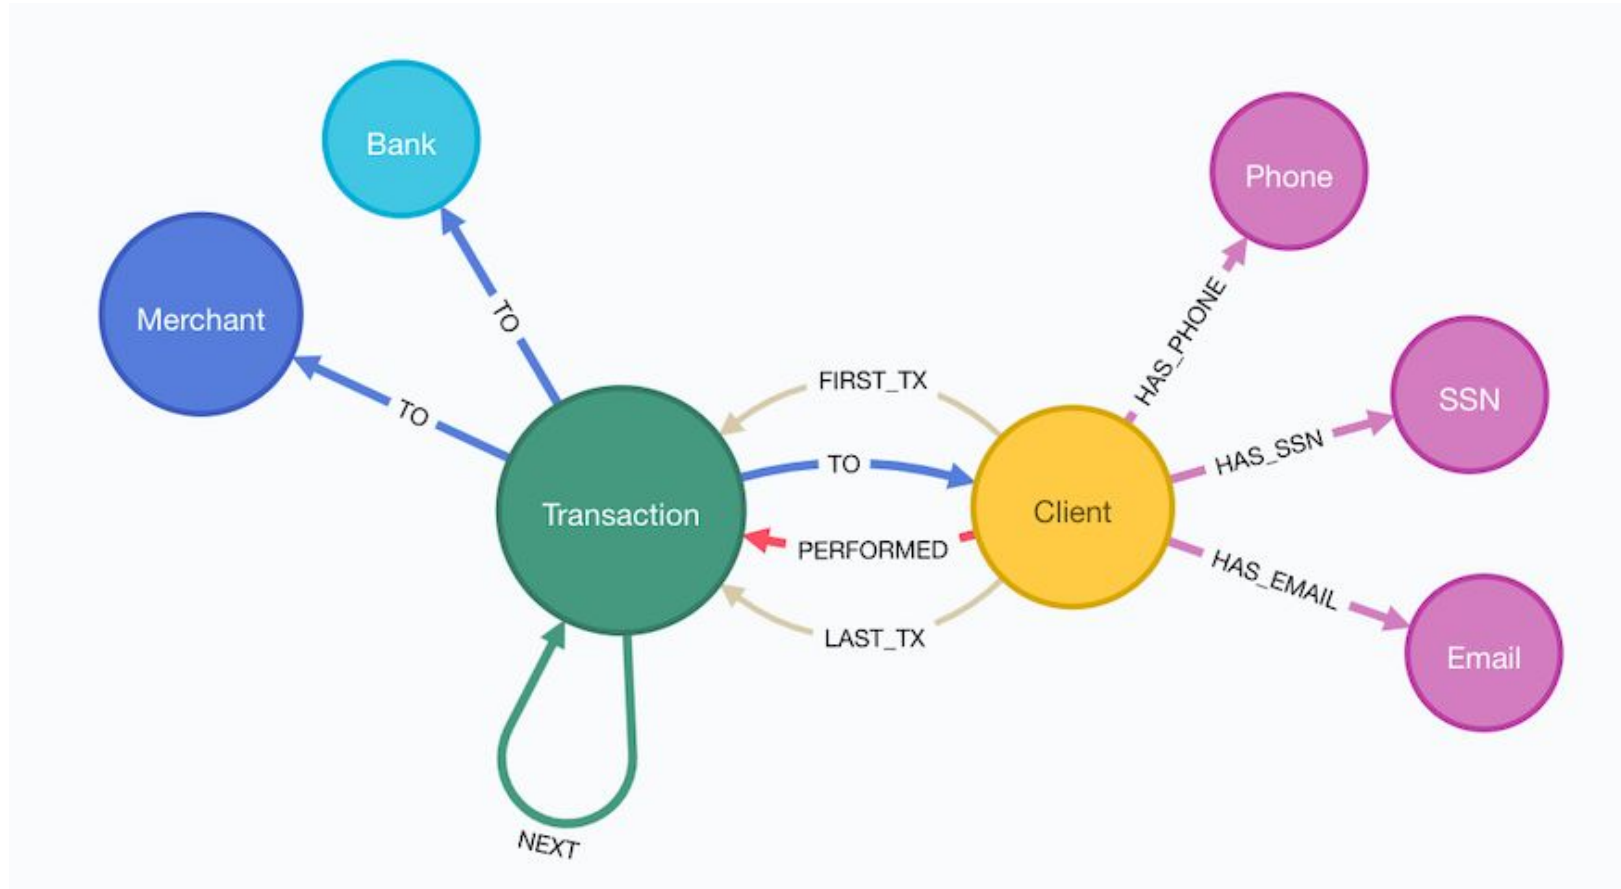 Bank
Phone
Merchant
TO
HAS_PHONE
TO
FIRST_TX
SSN
HAS_SSN
TO
Transaction
Client
PERFORMED
HAS_EMAIL
LAST_TX
Email
NEXT